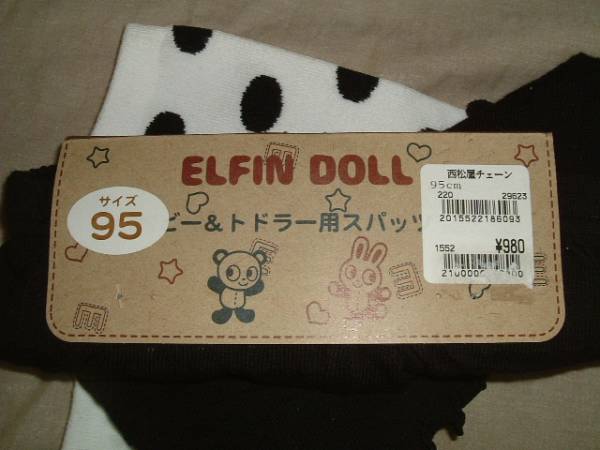 ELFIN DOLL
サイズ
95
ビー&トドラー用スパッツ
西松屋チェーン
95cm
220 29623
2015522186093
1552 ¥980